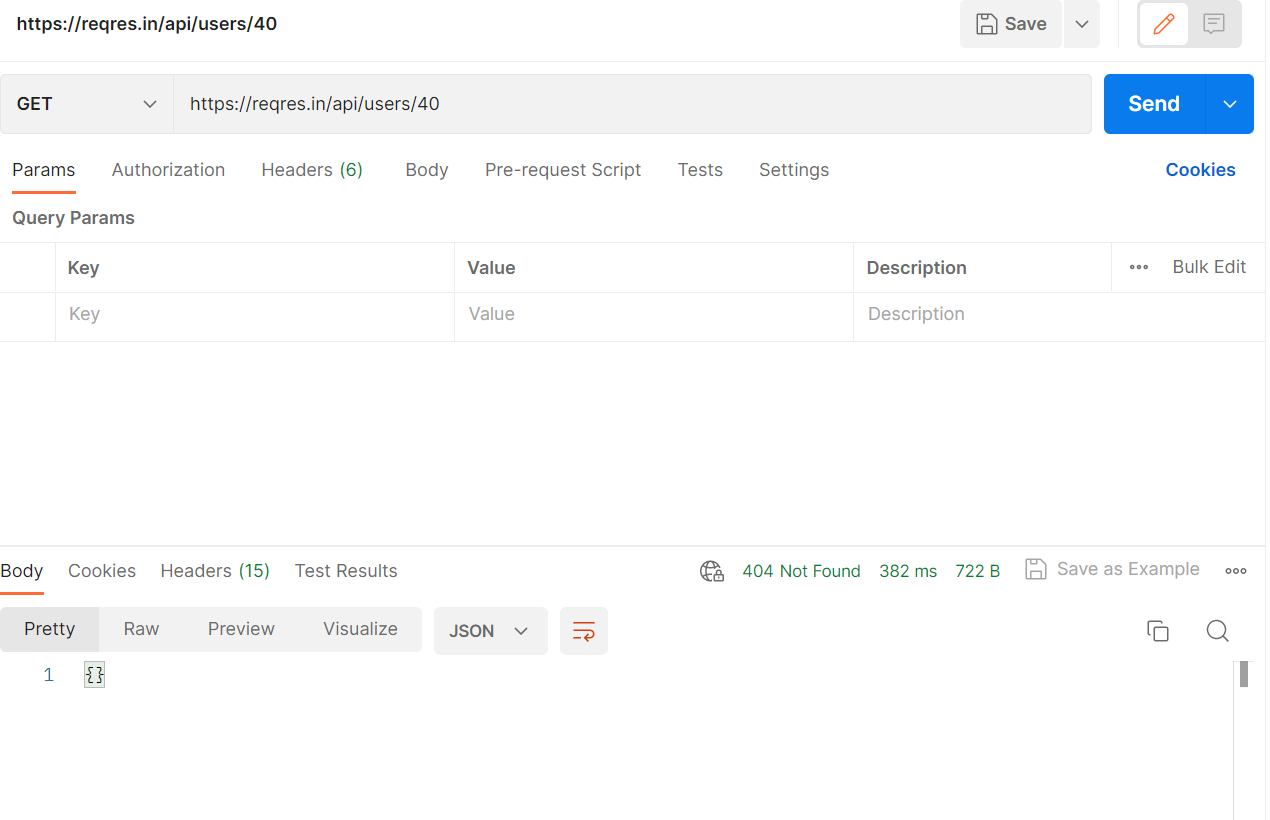 https://reqres.in/api/users/40
Save
GET
https://reqres.in/api/users/40
Send
Params Authorization Headers (6) Body Pre-request Script Tests Settings Cookies
Query Params
Key Value Description Bulk Edit
Key Value Description
Body Cookies Headers (15) Test Results 404 Not Found 382 ms 722 B Save as Example
Pretty Raw Preview Visualize JSON
1 {}